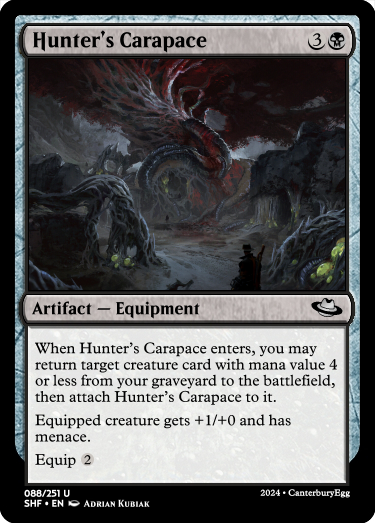 Hunter's Carapace 3
Artifact — Equipment
When Hunter's Carapace enters, you may
return target creature card with mana value 4
or less from your graveyard to the battlefield,
then attach Hunter's Carapace to it.
Equipped creature gets +1/+0 and has
menace.
Equip 2
088/251 U
SHF • EN Adrian Kubiak
2024 • CanterburyEgg